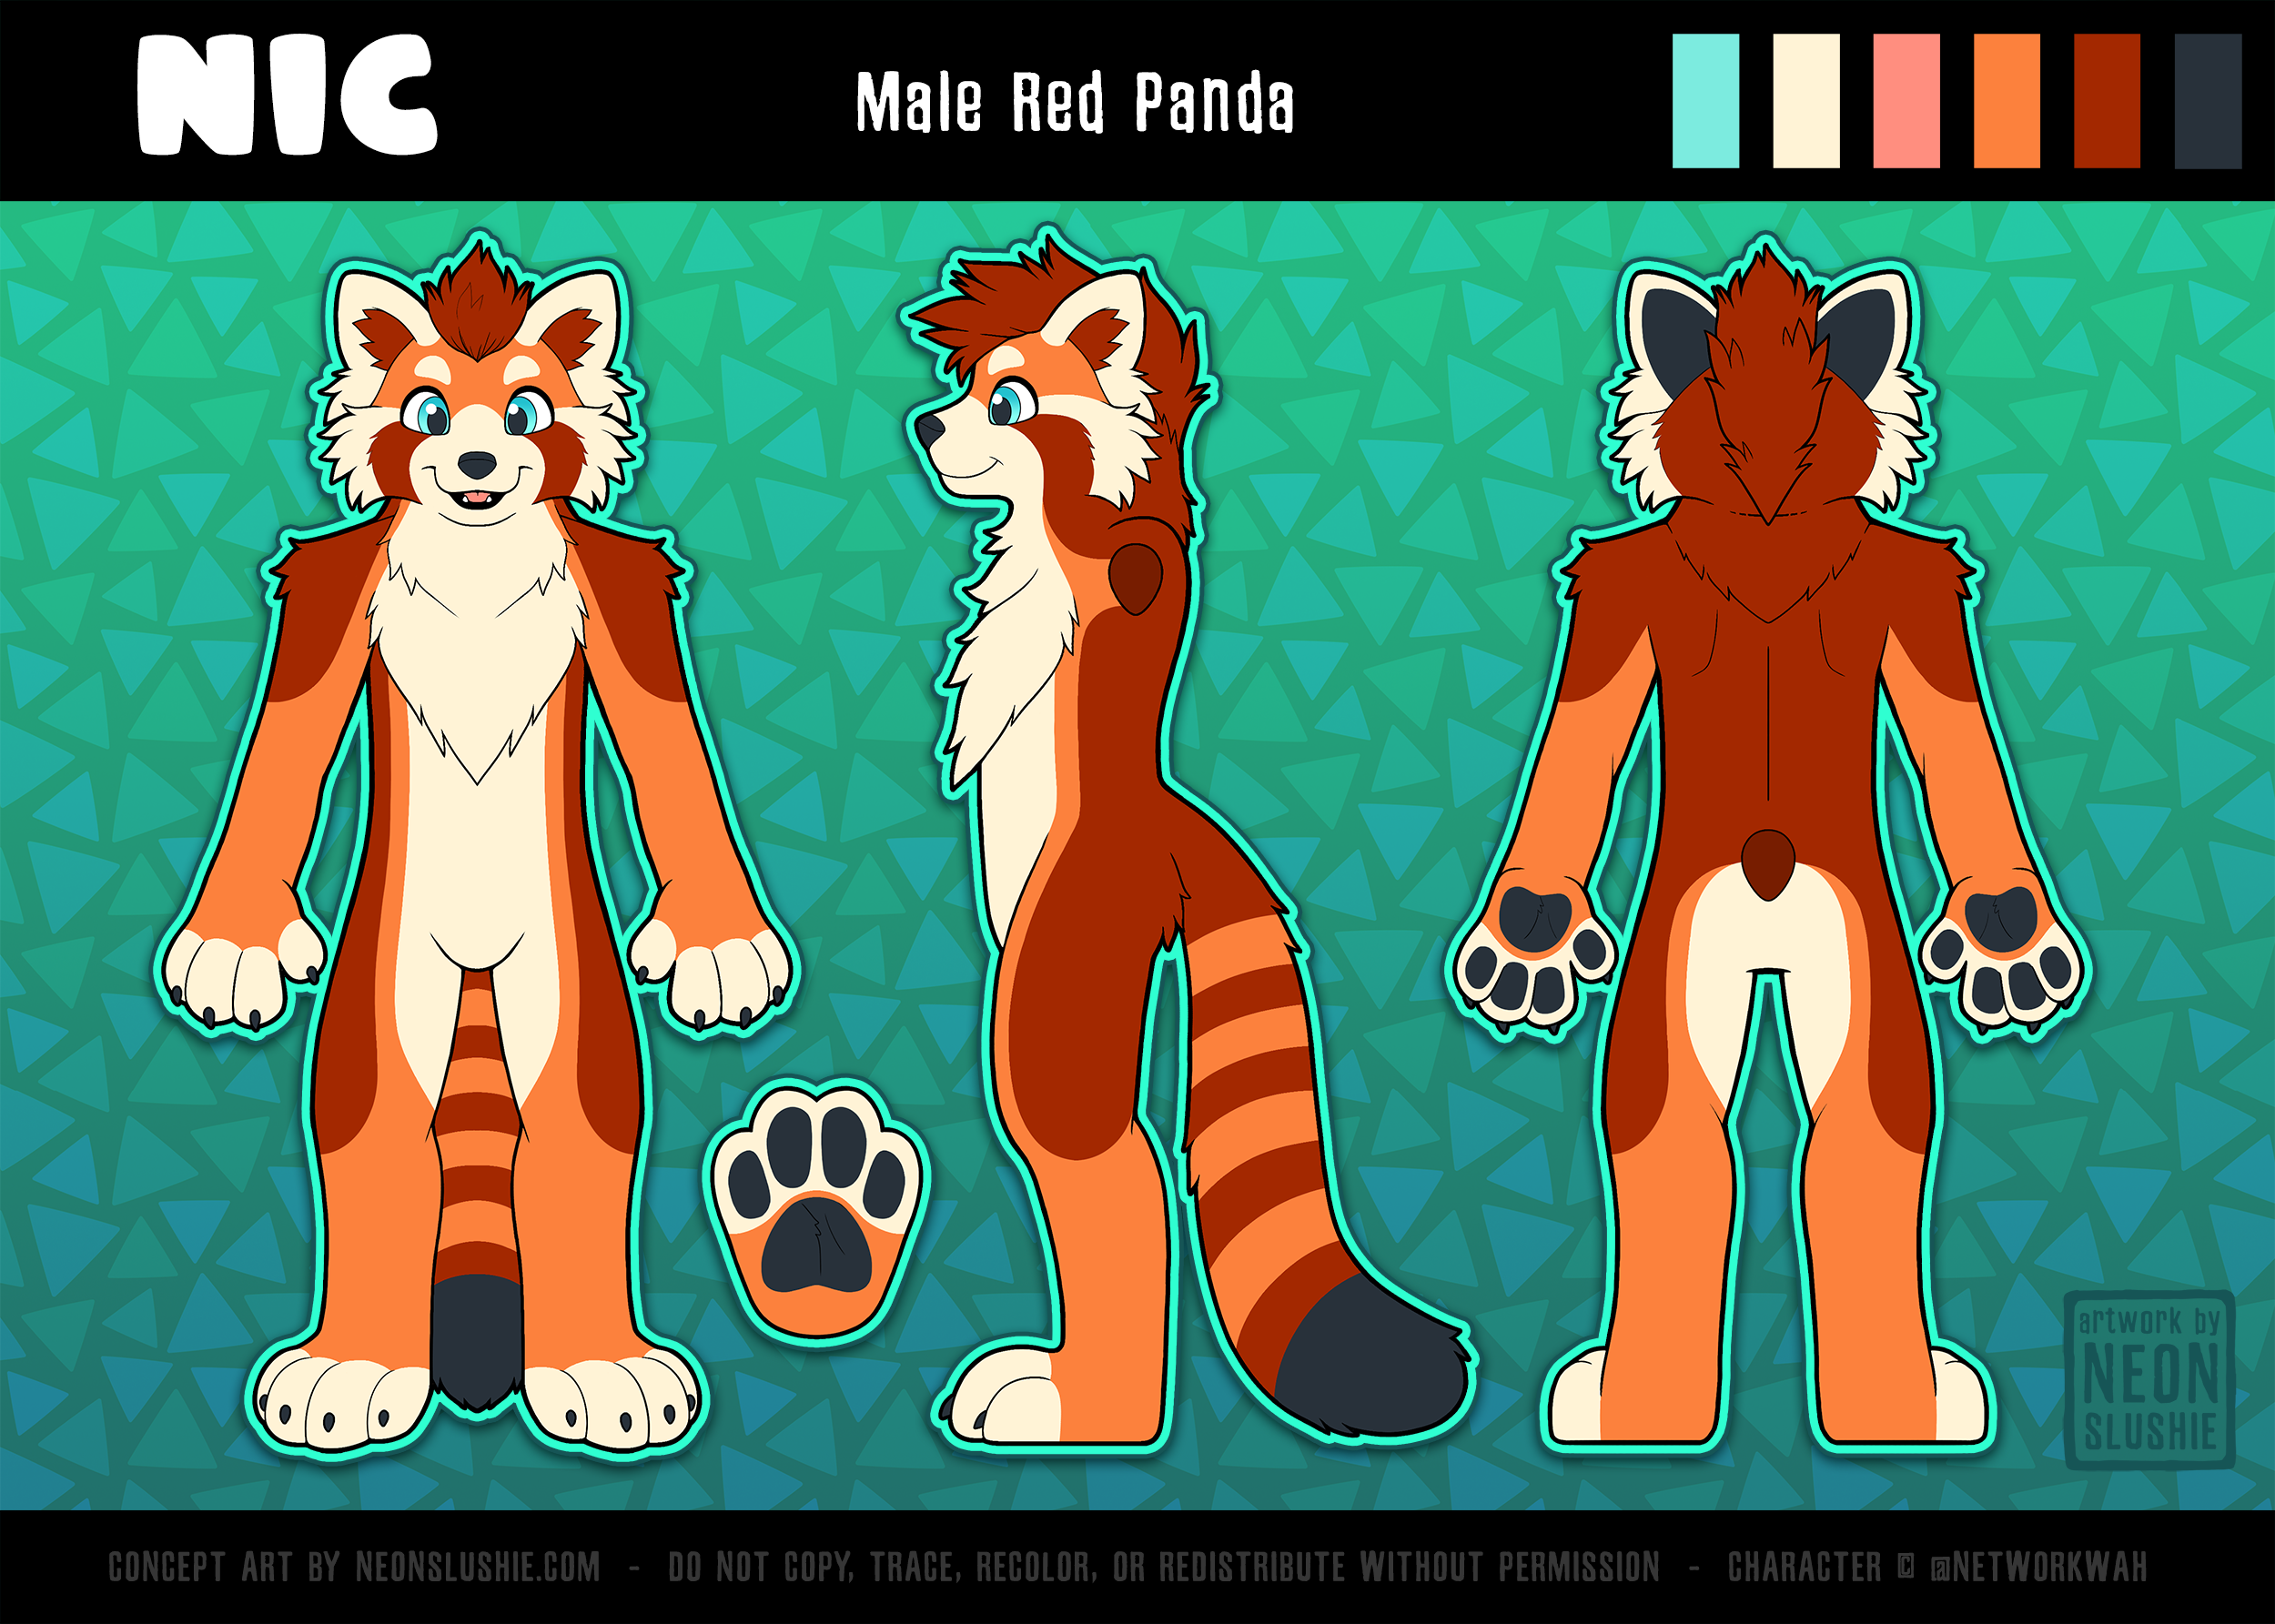 NIC
Male Red Panda
artwork by
NEON
SLUSHIE
CONCEPT ART BY NEONSLUSHIE.COM - DO NOT COPY, TRACE, RECOLOR, OR REDISTRIBUTE WITHOUT PERMISSION - CHARACTER © @NETWORKWAH